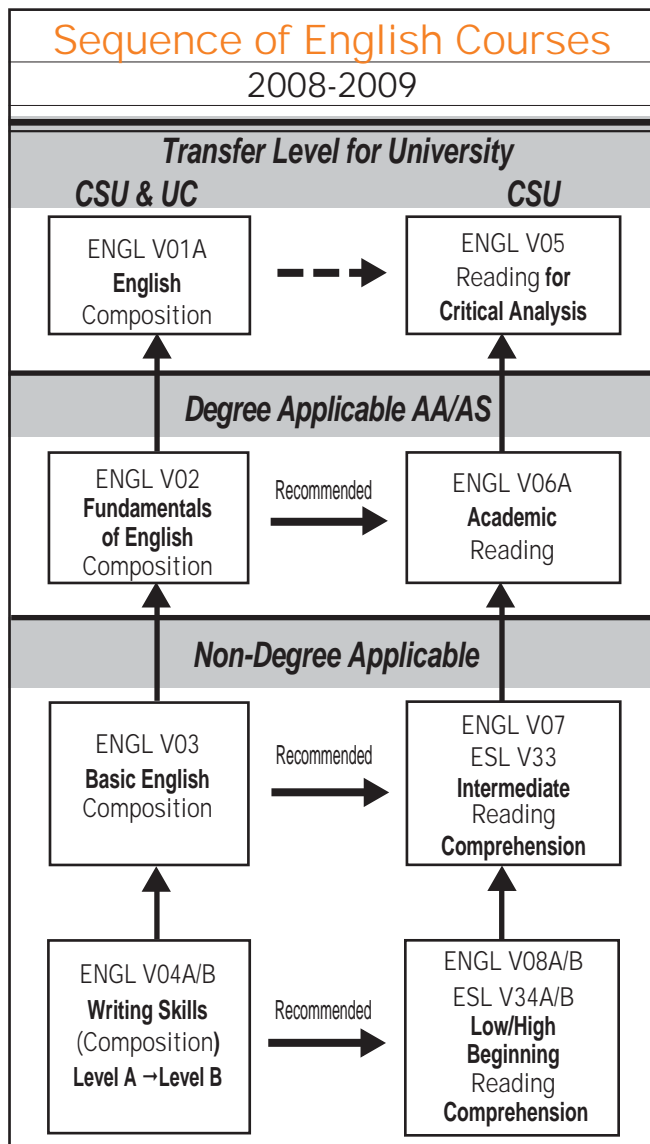 Sequence of English Courses
2008-2009
Transfer Level for University
CSU & UC
CSU
ENGL V01A
English
Composition
ENGL V05
Reading for
Critical Analysis
Degree Applicable AA/AS
ENGL V02
Fundamentals
of English
Composition
Recommended
ENGL V06A
Academic
Reading
Non-Degree Applicable
ENGL V03
Basic English
Composition
Recommended
ENGL V07
ESL V33
Intermediate
Reading
Comprehension
ENGL V04A/B
Writing Skills
(Composition)
Level A →Level B
Recommended
ENGL V08A/B
ESL V34A/B
Low/High
Beginning
Reading
Comprehension